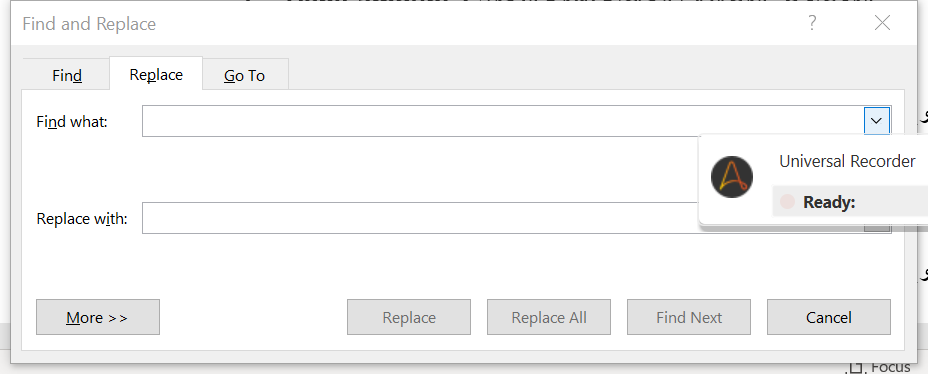 Find and Replace
?
Find
Replace
Go To
Find what:
Universal Recorder
Ready:
Replace with:
More >>
Replace
Replace All
Find Next
Cancel
Focus